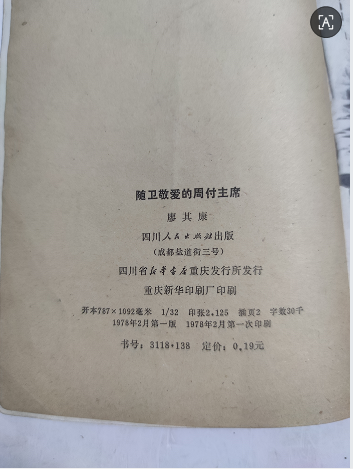 随卫敬爱的周付主席
廖其康
四川人民出版社出版
（成都盐道街三号）
四川省新华书店重庆发行所发行
重庆新华印刷厂印刷
开本787×1092毫米 1/32 印张2.125 插页2 字数30千
1978年2月第一版 1978年2月第一次印刷
书号：3118·138 定价：0.19元